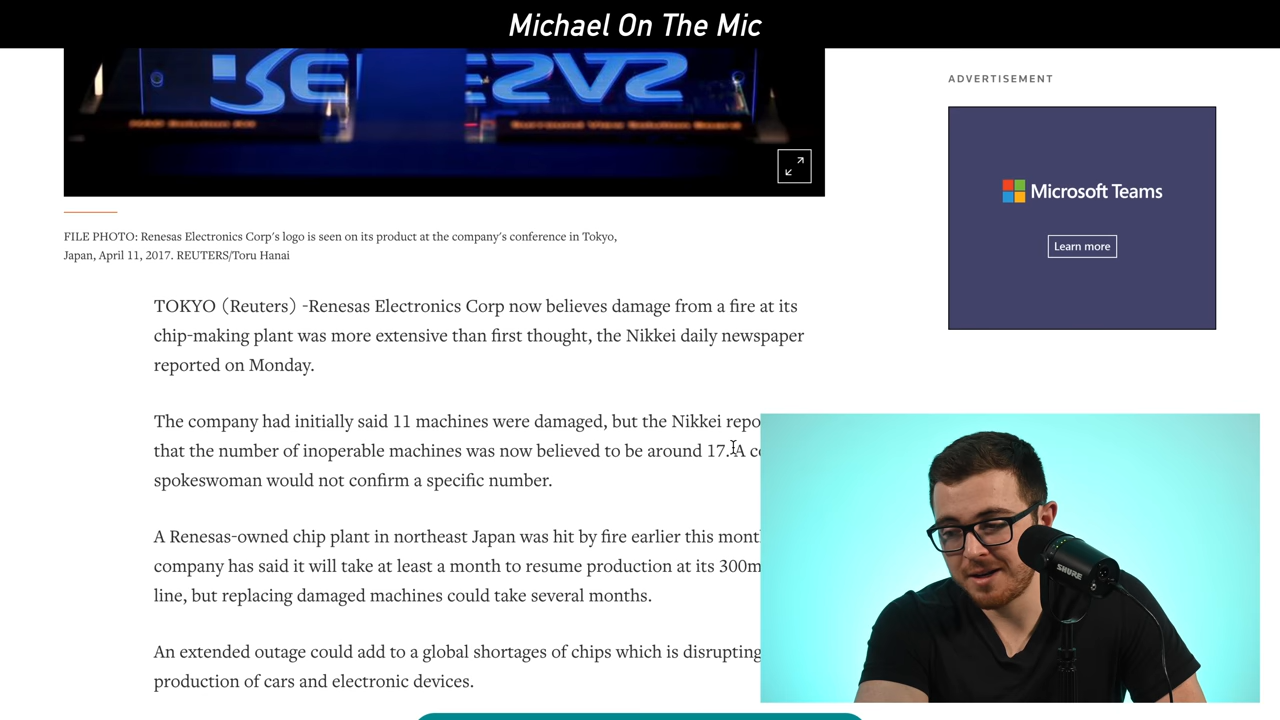 Michael On The Mic
ADVERTISEMENT
Microsoft Teams
Learn more
FILE PHOTO: Renesas Electronics Corp's logo is seen on its product at the company's conference in Tokyo,
Japan, April 11, 2017. REUTERS/Toru Hanai
TOKYO (Reuters) -Renesas Electronics Corp now believes damage from a fire at its
chip-making plant was more extensive than first thought, the Nikkei daily newspaper
reported on Monday.
The company had initially said 11 machines were damaged, but the Nikkei repo
that the number of inoperable machines was now believed to be around 17. A c
spokeswoman would not confirm a specific number.
A Renesas-owned chip plant in northeast Japan was hit by fire earlier this mont
company has said it will take at least a month to resume production at its 300m
line, but replacing damaged machines could take several months.
An extended outage could add to a global shortages of chips which is disrupting
production of cars and electronic devices.
SHURE